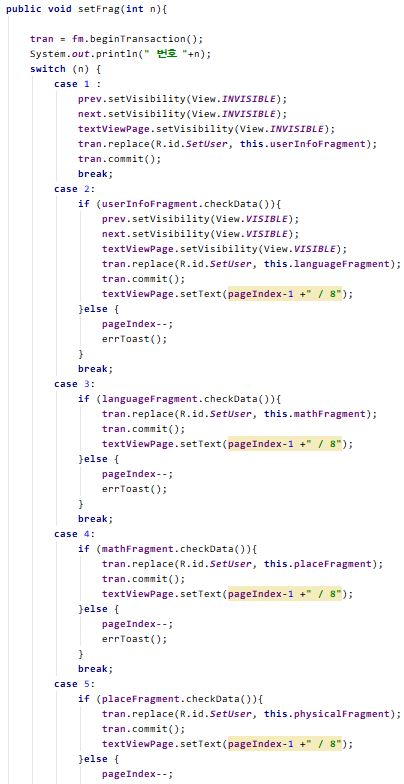 public void setFrag(int n){
tran = fm.beginTransaction();
System.out.println(" 번호 "+n);
switch (n) {
case 1 :
prev.setVisibility(View.INVISIBLE);
next.setVisibility(View.INVISIBLE);
textViewPage.setVisibility(View.INVISIBLE);
tran.replace(R.id.SetUser, this.userInfoFragment);
tran.commit();
break;
case 2:
if (userInfoFragment.checkData()){
prev.setVisibility(View.VISIBLE);
next.setVisibility(View.VISIBLE);
textViewPage.setVisibility(View.VISIBLE);
tran.replace(R.id.SetUser, this.languageFragment);
tran.commit();
textViewPage.setText(pageIndex-1 +" / 8");
}else {
pageIndex--;
errToast();
}
break;
case 3:
if (languageFragment.checkData()){
tran.replace(R.id.SetUser, this.mathFragment);
tran.commit();
textViewPage.setText(pageIndex-1 +" / 8");
}else {
pageIndex--;
errToast();
}
break;
case 4:
if (mathFragment.checkData()){
tran.replace(R.id.SetUser, this.placeFragment);
tran.commit();
textViewPage.setText(pageIndex-1 +" / 8");
}else {
pageIndex--;
errToast();
}
break;
case 5:
if (placeFragment.checkData()){
tran.replace(R.id.SetUser, this.physicalFragment);
tran.commit();
textViewPage.setText(pageIndex-1 +" / 8");
}else {
pageIndex--;